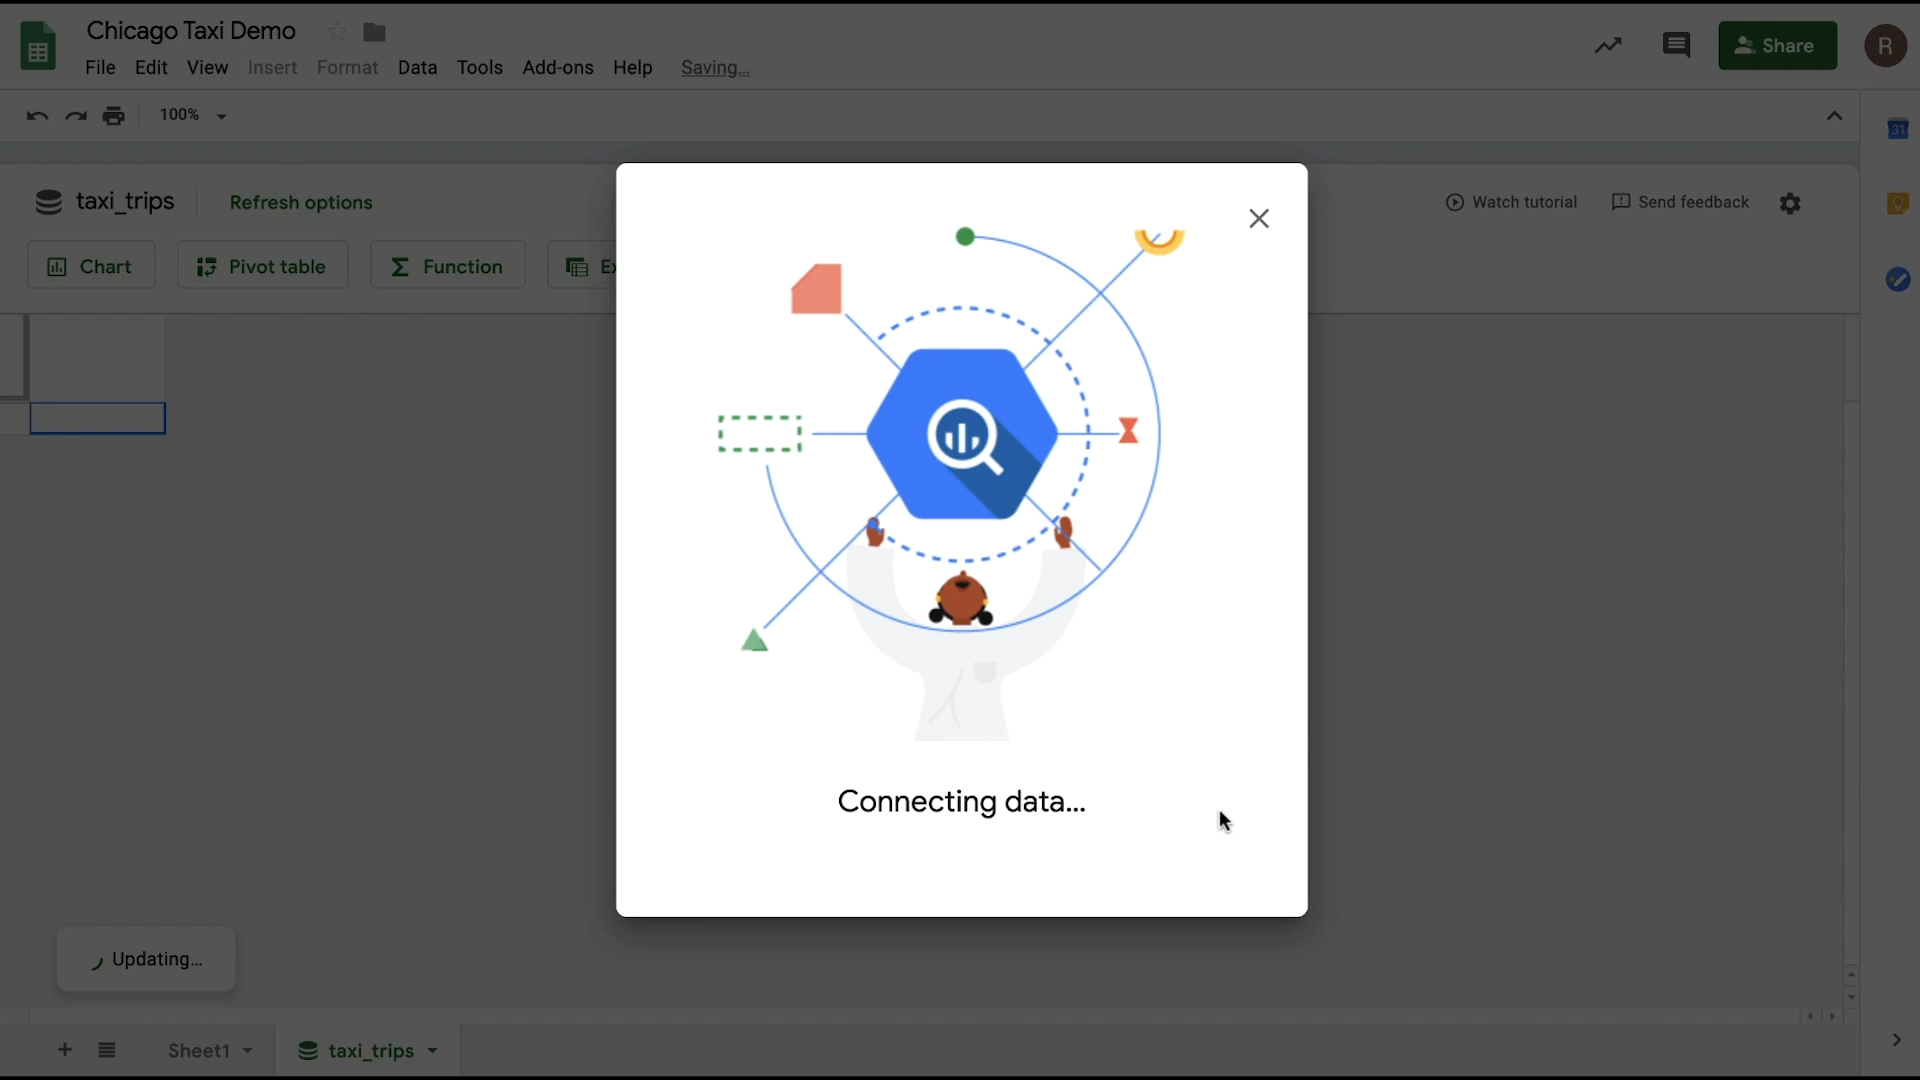 Chicago Taxi Demo
File Edit View Insert Format Data Tools Add-ons Help Saving...
Share
R
100%
31
taxi_trips Refresh options
Watch tutorial Send feedback
Chart Pivot table Function
Connecting data...
Updating...
Sheet1 taxi_trips